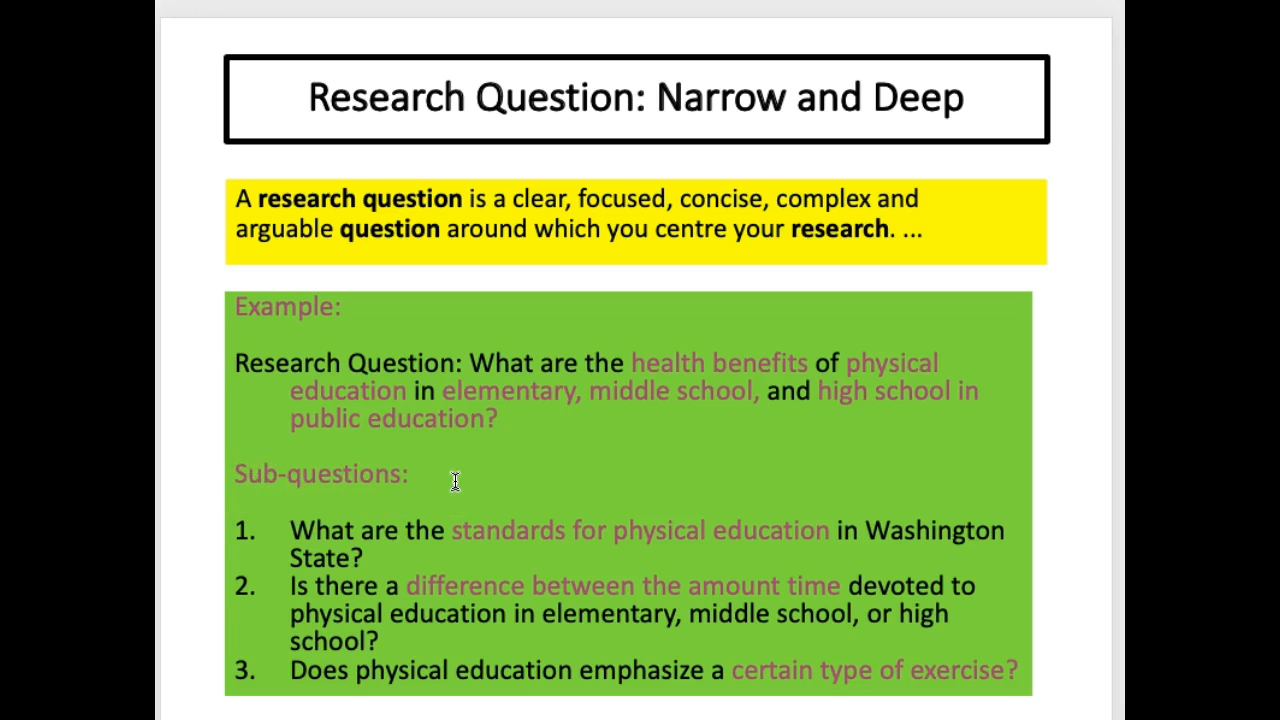 Research Question: Narrow and Deep
A research question is a clear, focused, concise, complex and
arguable question around which you centre your research. ...
Example:
Research Question: What are the health benefits of physical
education in elementary, middle school, and high school in
public education?
Sub-questions:
1. What are the standards for physical education in Washington
State?
2. Is there a difference between the amount time devoted to
physical education in elementary, middle school, or high
school?
3. Does physical education emphasize a certain type of exercise?